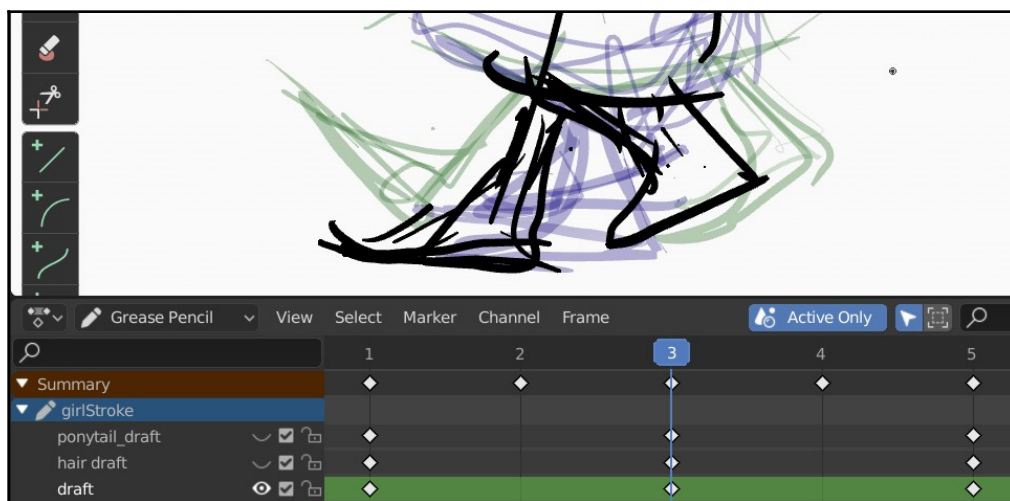 Grease Pencil View Select Marker Channel Frame Active Only
1 2 3 4 5
Summary
girlStroke
ponytail_draft
hair draft
draft